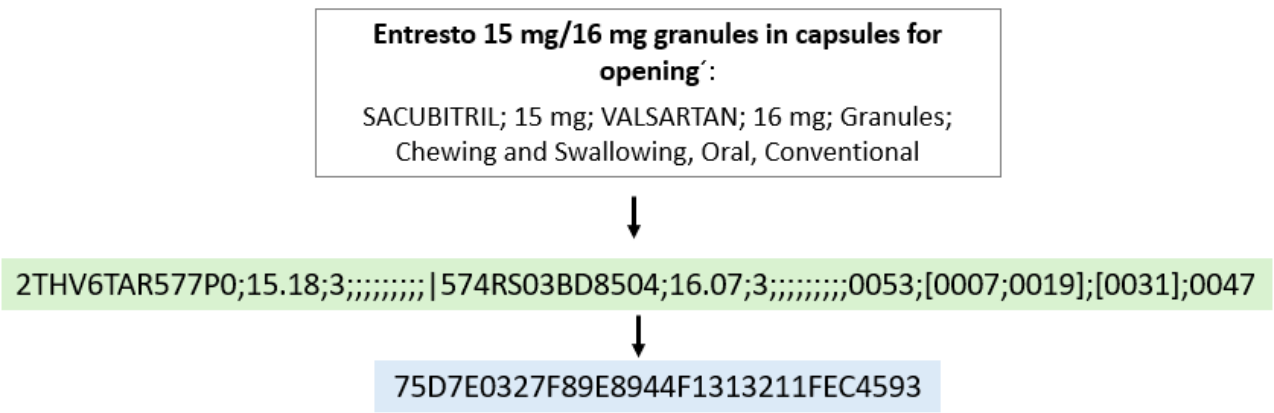 Entresto 15 mg/16 mg granules in capsules for
opening´:
SACUBITRIL; 15 mg; VALSARTAN; 16 mg; Granules;
Chewing and Swallowing, Oral, Conventional
2THV6TAR577P0;15.18;3;;;;;;;;;|574RS03BD8504;16.07;3;;;;;;;;;0053;[0007;0019];[0031];0047
75D7E0327F89E8944F1313211FEC4593